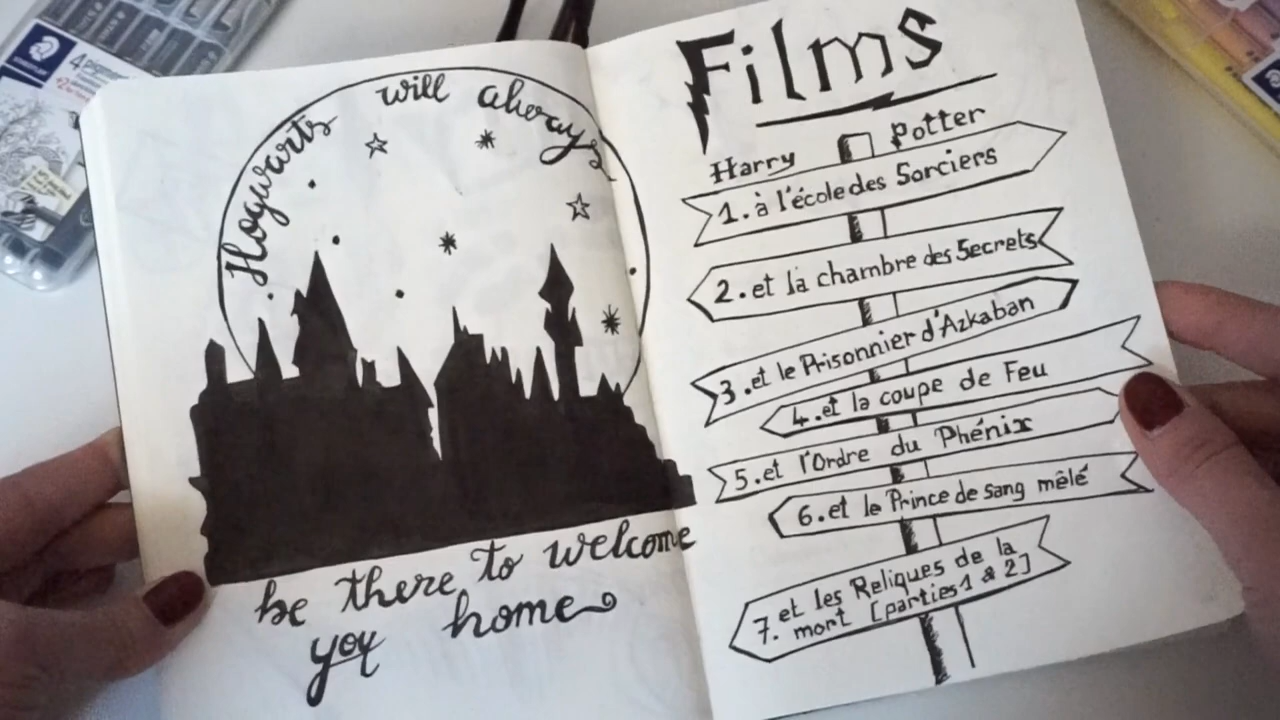 Hogwarts will always
be there to welcome
you home
Films
Harry Potter
1. à l'école des Sorciers
2. et la chambre des Secrets
3. et le Prisonnier d'Azkaban
4. et la coupe de Feu
5. et l'Ordre du Phénix
6. et le Prince de sang mêlé
7. et les Reliques de la
mort [parties 1 & 2]
STAEDTLER
4